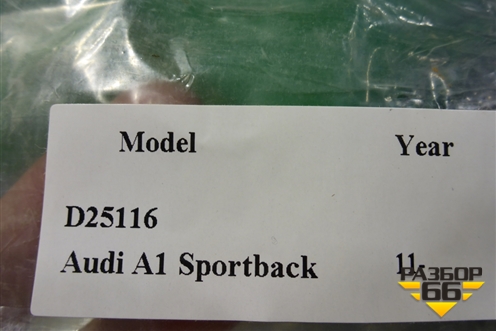 Model Year
D25116
Audi A1 Sportback 11-
РАЗБОР
66